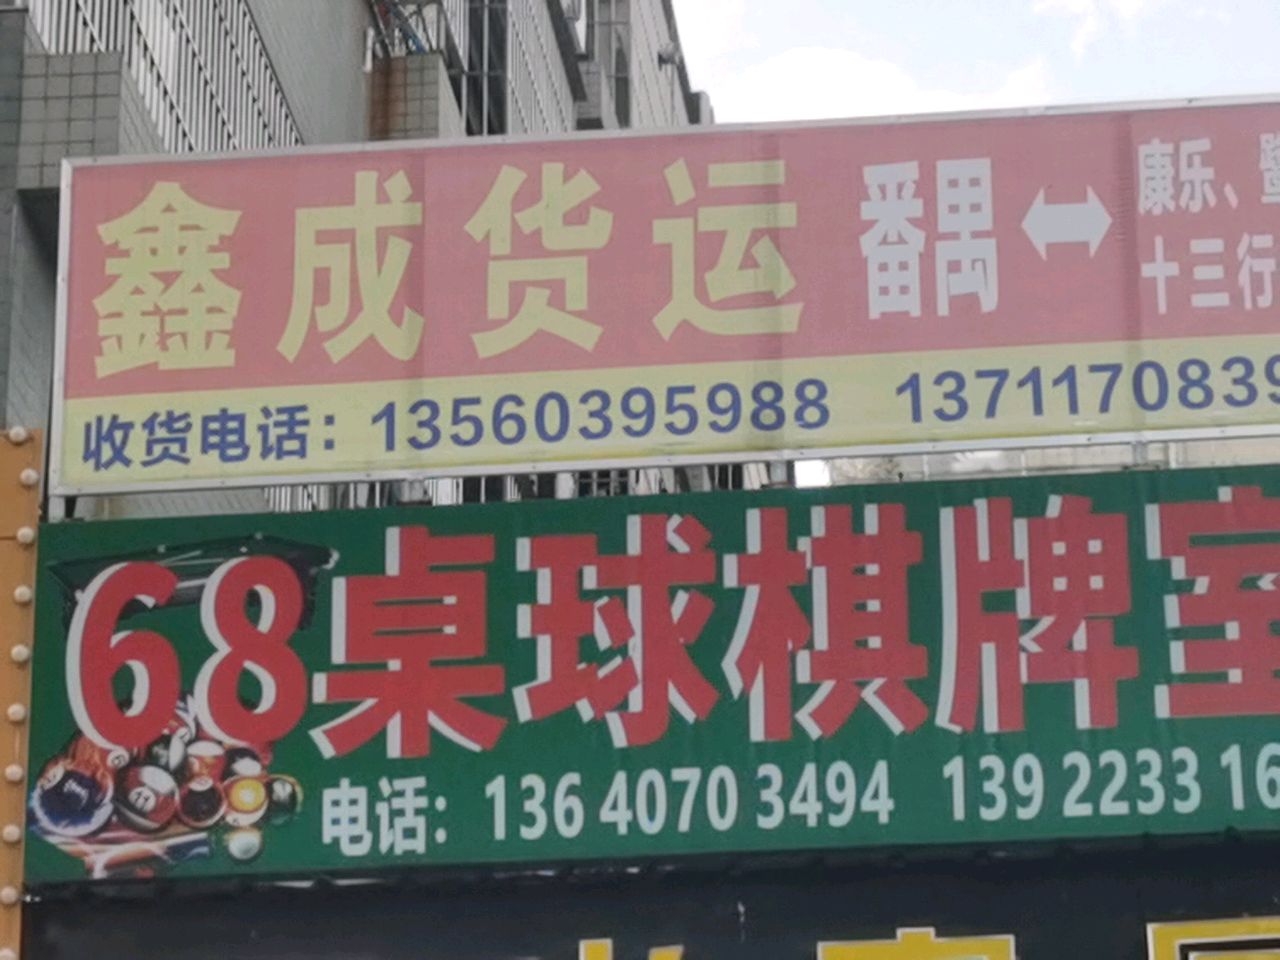 鑫成货运 番禺 康乐、
十三行
收货电话：13560395988 1371170839
68桌球棋牌室
电话：136 4070 3494 139 2233 16